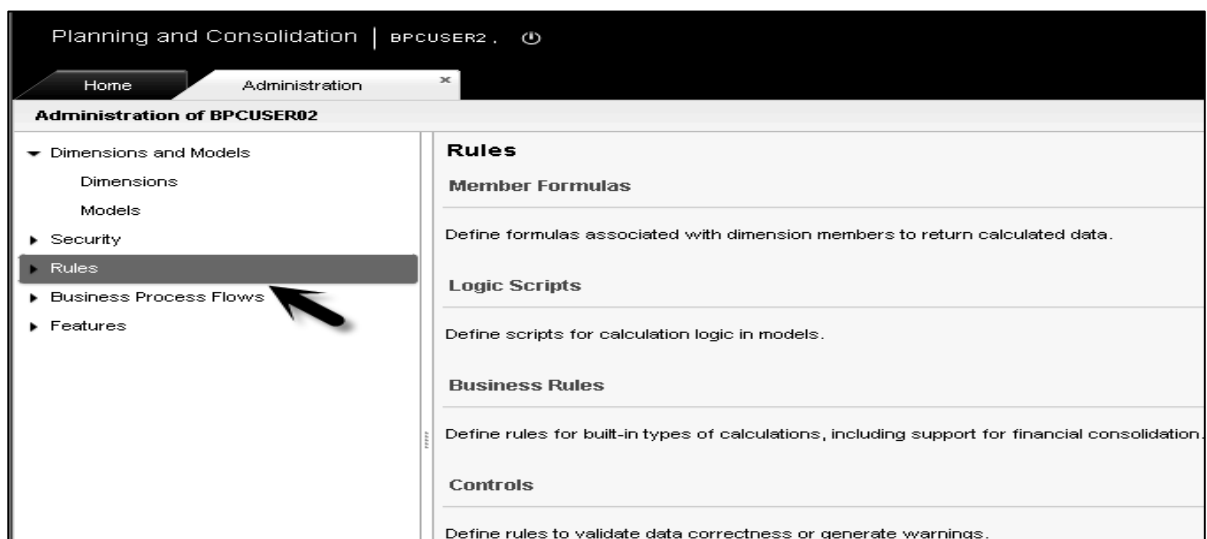 Planning and Consolidation | BPCUSER2 .
Home
Administration
×
Administration of BPCUSER02
Dimensions and Models
Dimensions
Models
Security
Rules
Business Process Flows
Features
Rules
Member Formulas
Define formulas associated with dimension members to return calculated data.
Logic Scripts
Define scripts for calculation logic in models.
Business Rules
Define rules for built-in types of calculations, including support for financial consolidation.
Controls
Define rules to validate data correctness or generate warnings.